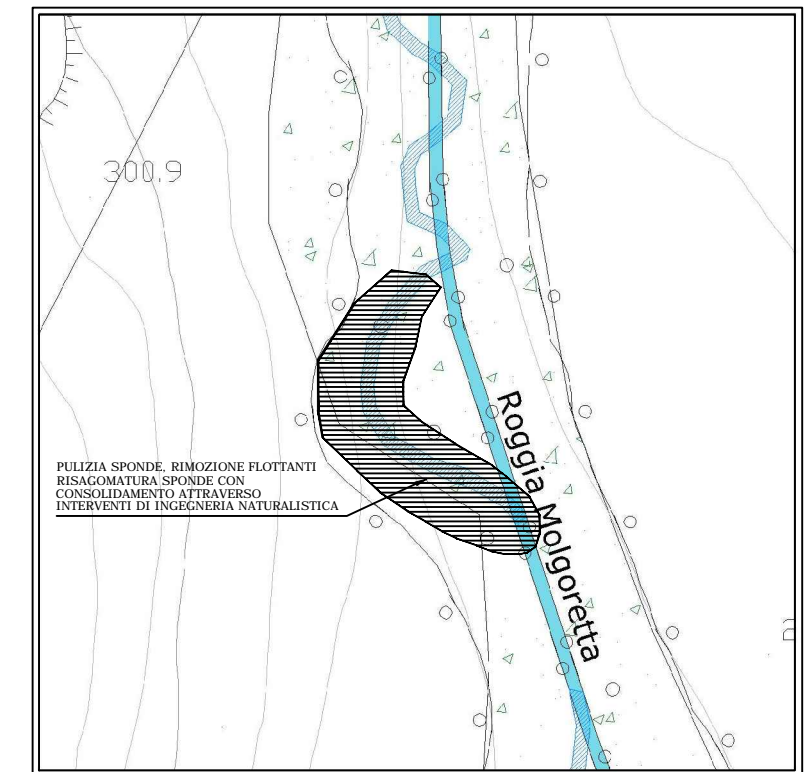 300.9
PULIZIA SPONDE, RIMOZIONE FLOTTANTI
RISAGOMATURA SPONDE CON
CONSOLIDAMENTO ATTRAVERSO
INTERVENTI DI INGEGNERIA NATURALISTICA
Roggia Molgoretta